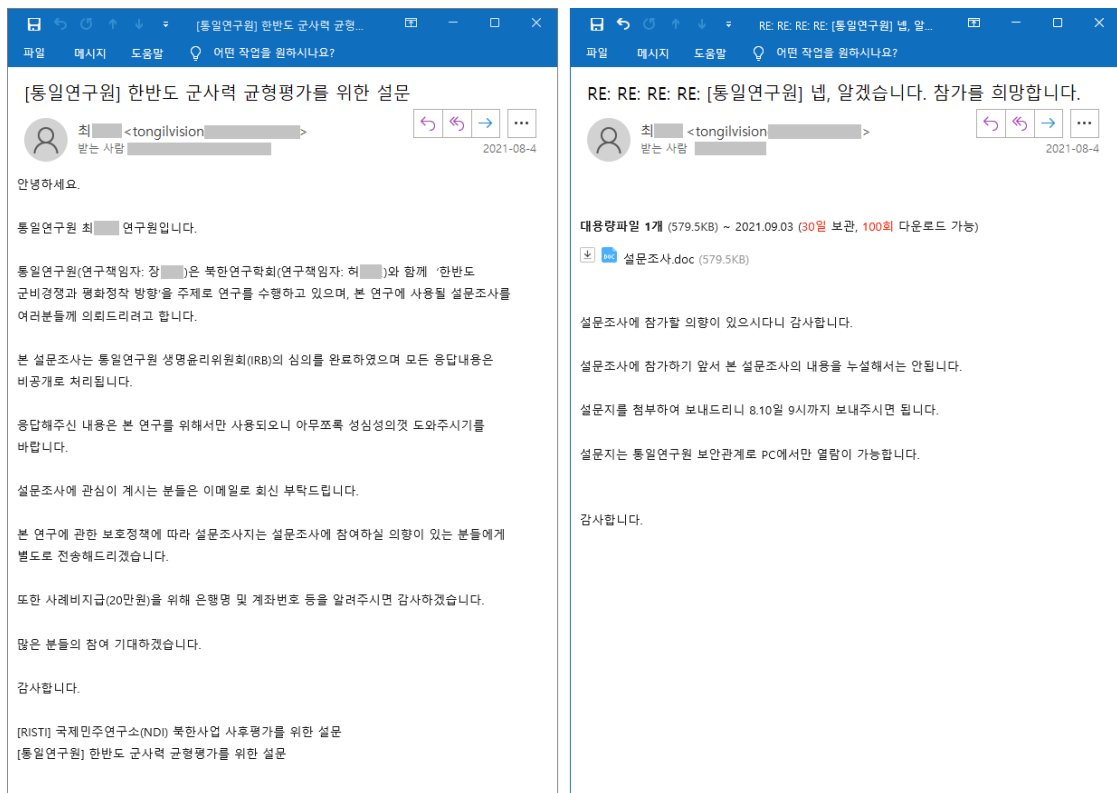 [통일연구원] 한반도 군사력 균형...
파일 메시지 도움말 어떤 작업을 원하시나요?
[통일연구원] 한반도 군사력 균형평가를 위한 설문
최 <tongilvision >
받는 사람
2021-08-4
안녕하세요.
통일연구원 최 연구원입니다.
통일연구원(연구책임자: 장 )은 북한연구학회(연구책임자: 허 )와 함께 '한반도
군비경쟁과 평화정착 방향'을 주제로 연구를 수행하고 있으며, 본 연구에 사용될 설문조사를
여러분들께 의뢰드리려고 합니다.
본 설문조사는 통일연구원 생명윤리위원회(IRB)의 심의를 완료하였으며 모든 응답내용은
비공개로 처리됩니다.
응답해주신 내용은 본 연구를 위해서만 사용되오니 아무쪼록 성심성의껏 도와주시기를
바랍니다.
설문조사에 관심이 계시는 분들은 이메일로 회신 부탁드립니다.
본 연구에 관한 보호정책에 따라 설문조사지는 설문조사에 참여하실 의향이 있는 분들에게
별도로 전송해드리겠습니다.
또한 사례비지급(20만원)을 위해 은행명 및 계좌번호 등을 알려주시면 감사하겠습니다.
많은 분들의 참여 기대하겠습니다.
감사합니다.
[RISTI] 국제민주연구소(NDI) 북한사업 사후평가를 위한 설문
[통일연구원] 한반도 군사력 균형평가를 위한 설문
RE: RE: RE: RE: [통일연구원] 넵, 알...
파일 메시지 도움말 어떤 작업을 원하시나요?
RE: RE: RE: RE: [통일연구원] 넵, 알겠습니다. 참가를 희망합니다.
최 <tongilvision >
받는 사람
2021-08-4
대용량파일 1개 (579.5KB) ~ 2021.09.03 (30일 보관, 100회 다운로드 가능)
DOC 설문조사.doc (579.5KB)
설문조사에 참가할 의향이 있으시다니 감사합니다.
설문조사에 참가하기 앞서 본 설문조사의 내용을 누설해서는 안됩니다.
설문지를 첨부하여 보내드리니 8.10일 9시까지 보내주시면 됩니다.
설문지는 통일연구원 보안관계로 PC에서만 열람이 가능합니다.
감사합니다.